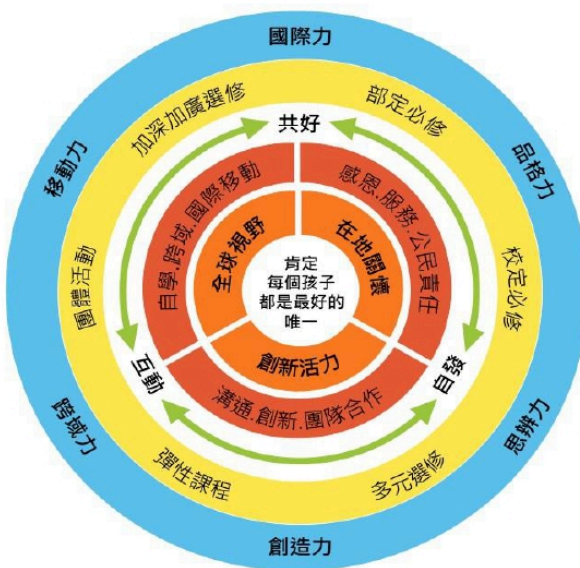 國際力
品格力
思辨力
創造力
跨域力
移動力
部定必修
校定必修
多元選修
彈性課程
團體活動
加深加廣選修
共好
自發
互動
感恩.服務.公民責任
溝通.創新.團隊合作
自學.跨域.國際移動
在地關懷
創新活力
全球視野
肯定
每個孩子
都是最好的
唯一